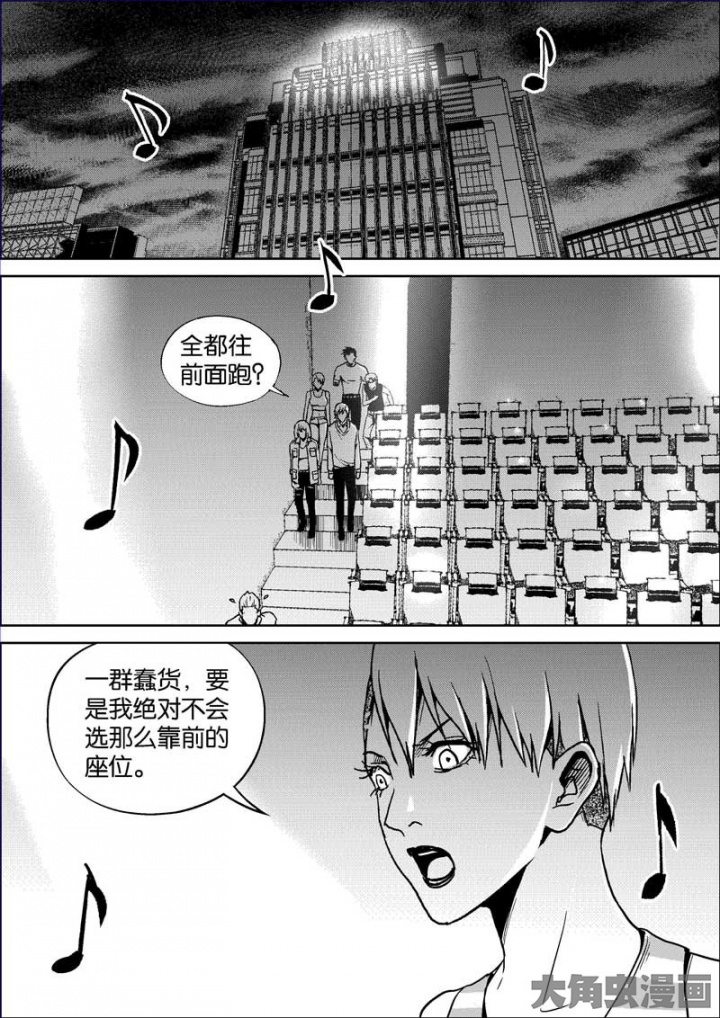 全都往
前面跑？
一群蠢货，要
是我绝对不会
选那么靠前的
座位。
大角虫漫画